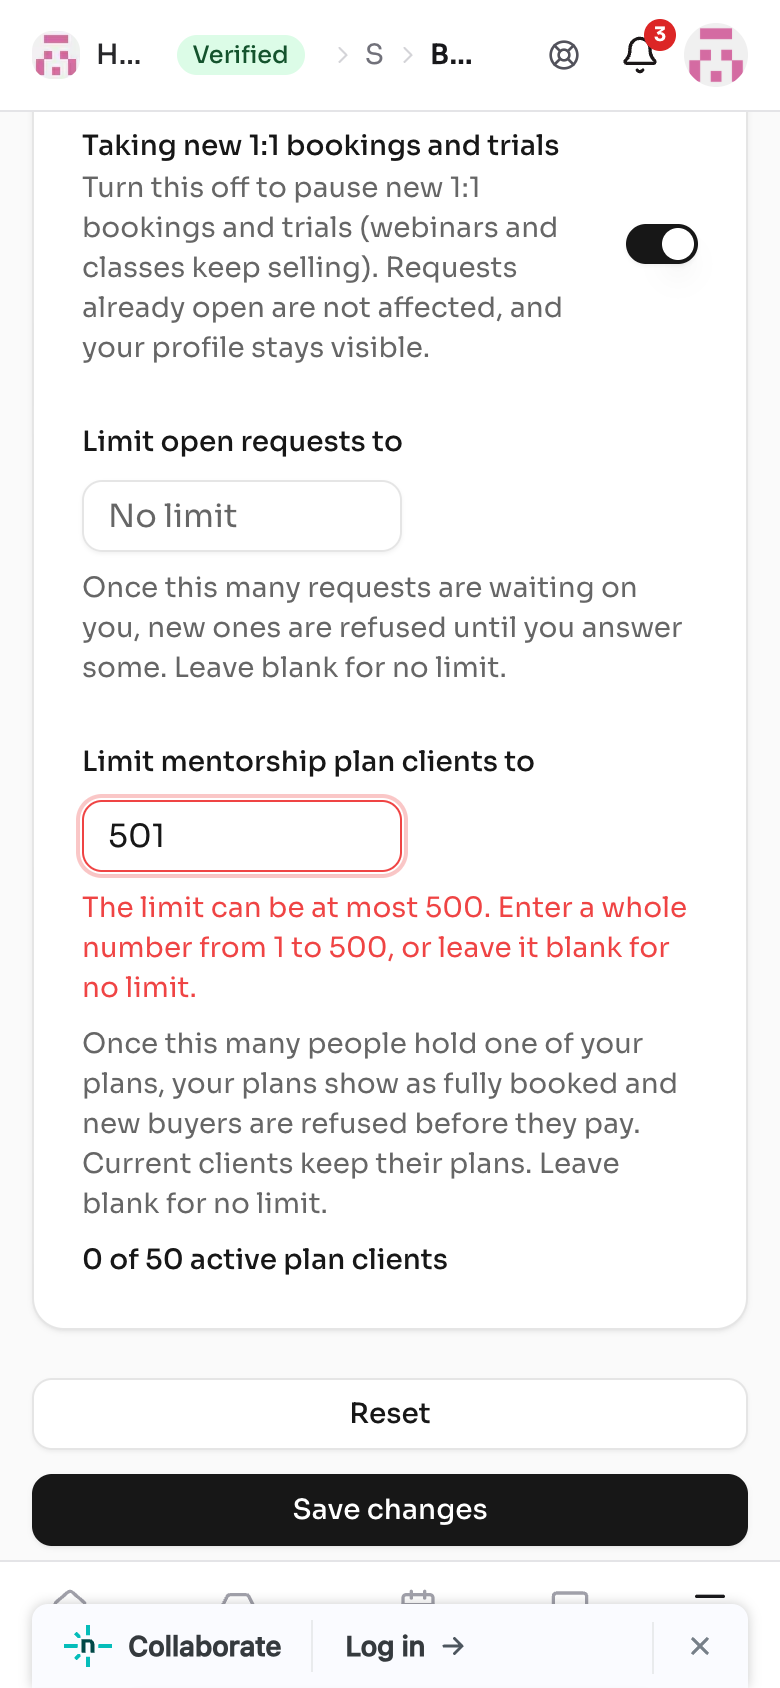 H... Verified > S > B... 3
Taking new 1:1 bookings and trials
Turn this off to pause new 1:1
bookings and trials (webinars and
classes keep selling). Requests
already open are not affected, and
your profile stays visible.
Limit open requests to
No limit
Once this many requests are waiting on
you, new ones are refused until you answer
some. Leave blank for no limit.
Limit mentorship plan clients to
501
The limit can be at most 500. Enter a whole
number from 1 to 500, or leave it blank for
no limit.
Once this many people hold one of your
plans, your plans show as fully booked and
new buyers are refused before they pay.
Current clients keep their plans. Leave
blank for no limit.
0 of 50 active plan clients
Reset
Save changes
n Collaborate Log in →